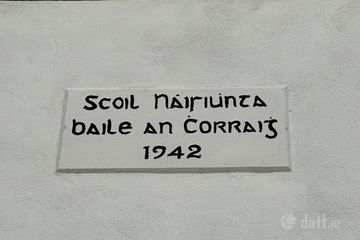 Scoil Náisiúnta
baile an Ċorraiġ
1942
daft.ie